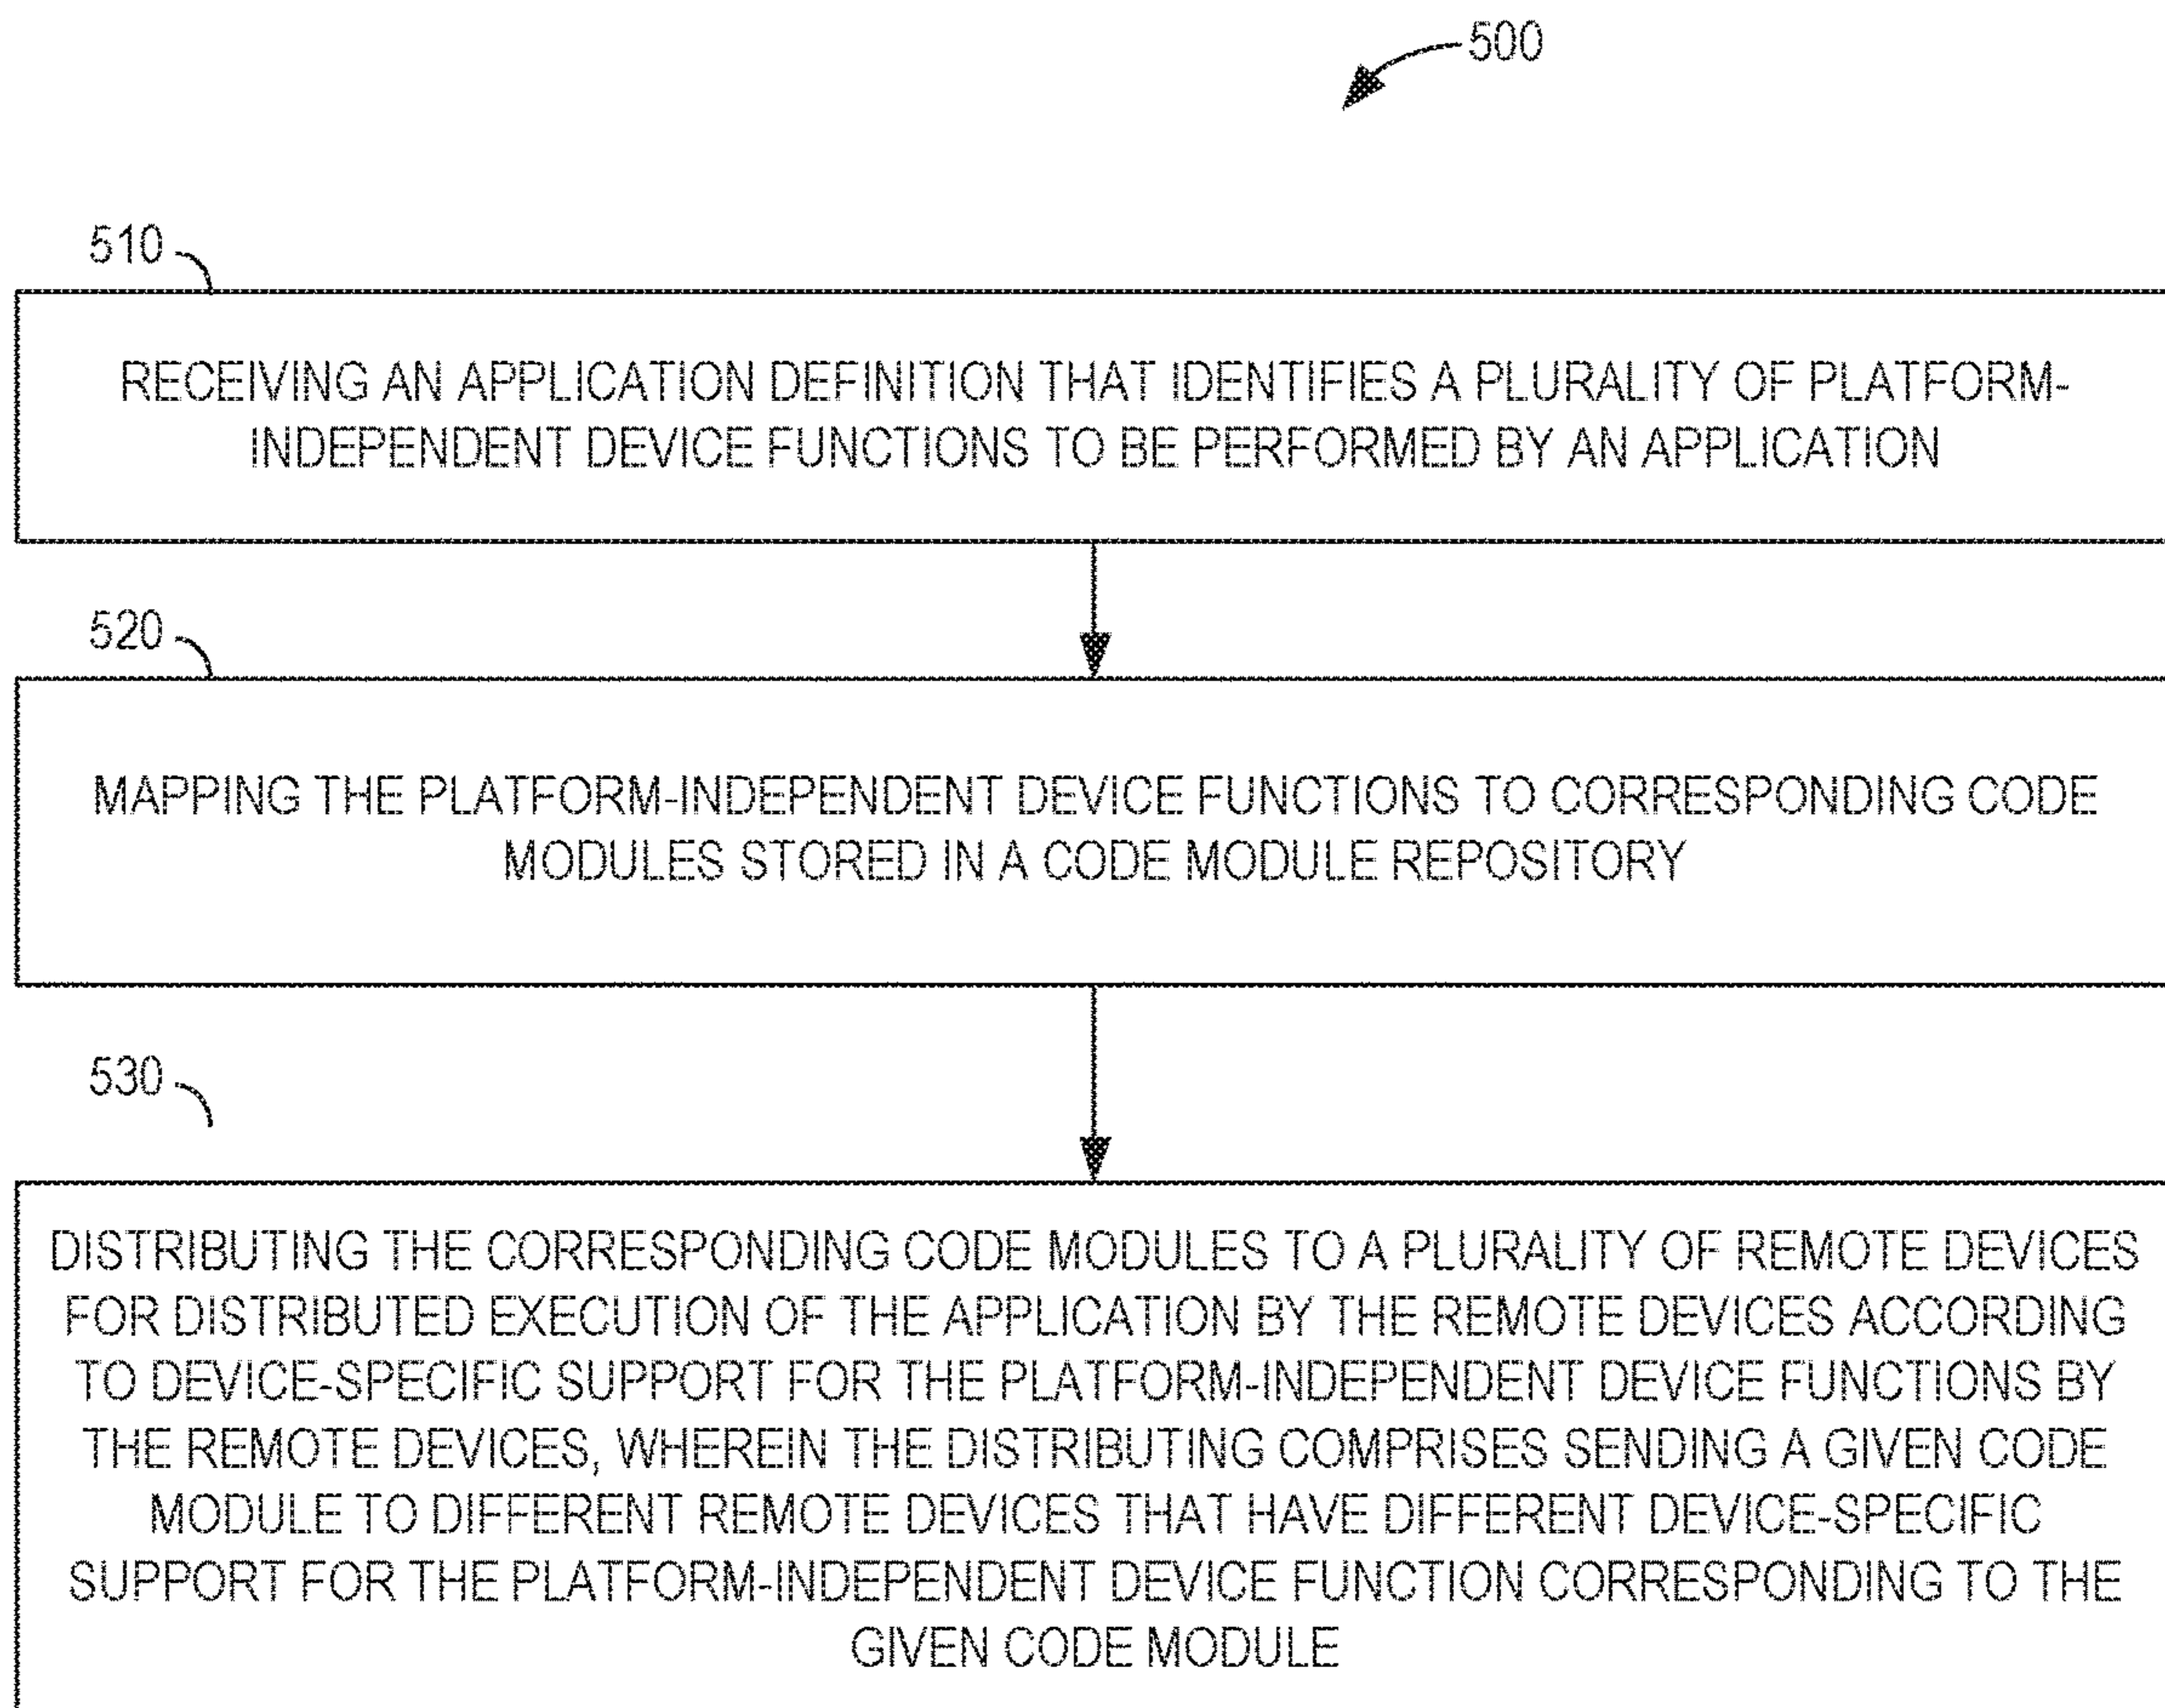 500
510
RECEIVING AN APPLICATION DEFINITION THAT IDENTIFIES A PLURALITY OF PLATFORM-
INDEPENDENT DEVICE FUNCTIONS TO BE PERFORMED BY AN APPLICATION
520
MAPPING THE PLATFORM-INDEPENDENT DEVICE FUNCTIONS TO CORRESPONDING CODE
MODULES STORED IN A CODE MODULE REPOSITORY
530
DISTRIBUTING THE CORRESPONDING CODE MODULES TO A PLURALITY OF REMOTE DEVICES
FOR DISTRIBUTED EXECUTION OF THE APPLICATION BY THE REMOTE DEVICES ACCORDING
TO DEVICE-SPECIFIC SUPPORT FOR THE PLATFORM-INDEPENDENT DEVICE FUNCTIONS BY
THE REMOTE DEVICES, WHEREIN THE DISTRIBUTING COMPRISES SENDING A GIVEN CODE
MODULE TO DIFFERENT REMOTE DEVICES THAT HAVE DIFFERENT DEVICE-SPECIFIC
SUPPORT FOR THE PLATFORM-INDEPENDENT DEVICE FUNCTION CORRESPONDING TO THE
GIVEN CODE MODULE